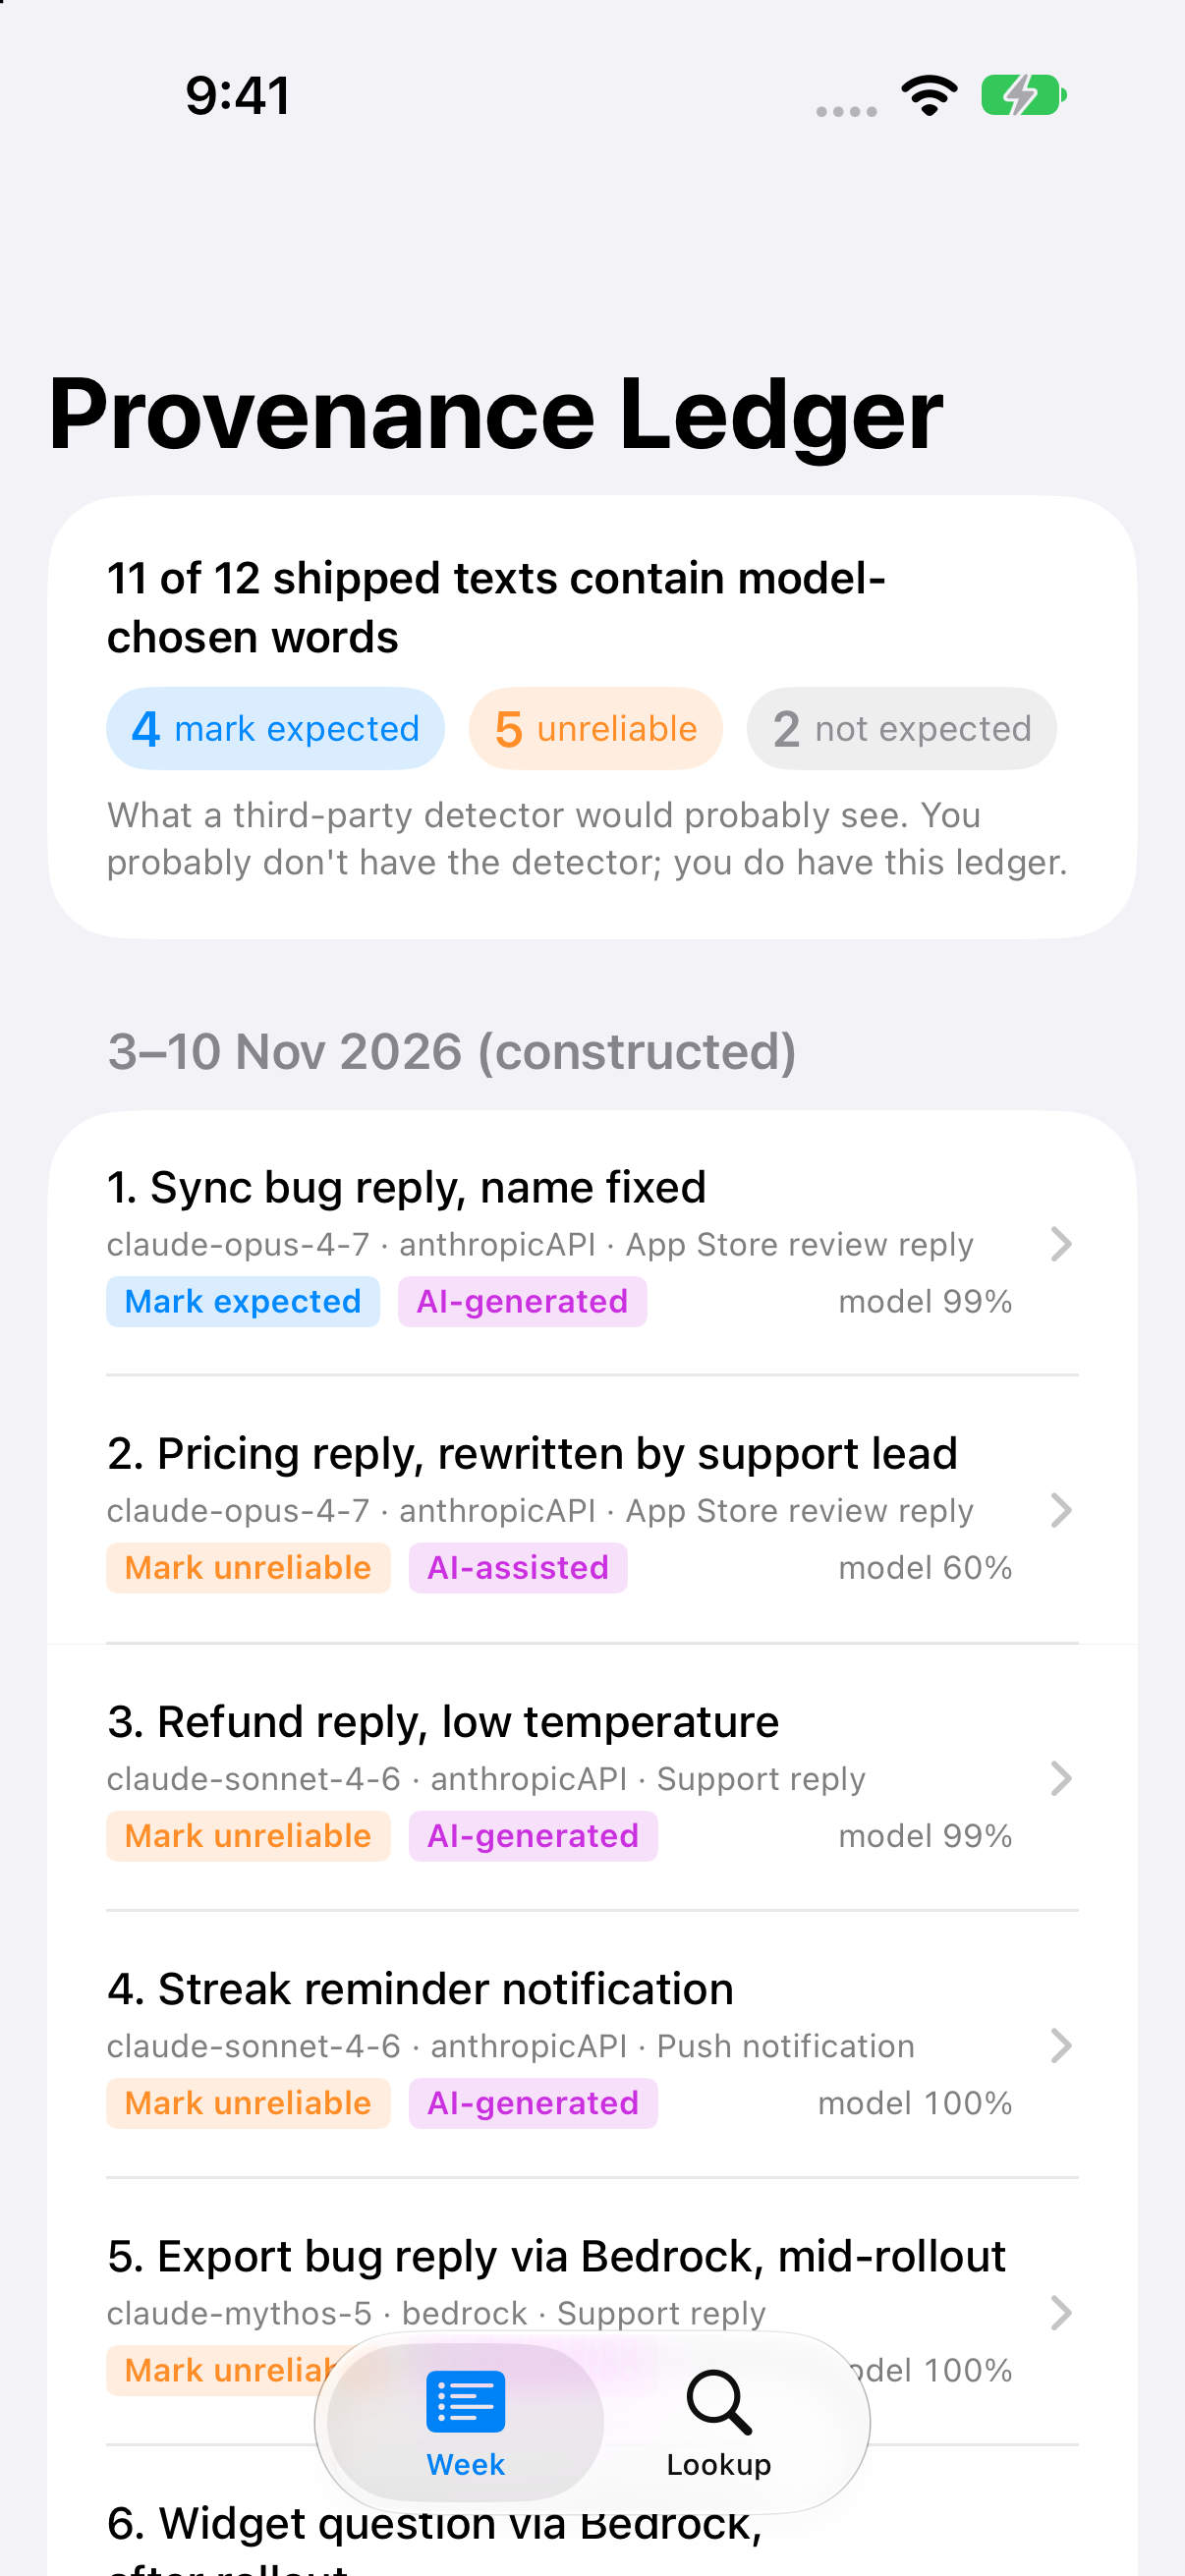 9:41
Provenance Ledger
11 of 12 shipped texts contain model-
chosen words
4 mark expected
5 unreliable
2 not expected
What a third-party detector would probably see. You
probably don't have the detector; you do have this ledger.
3–10 Nov 2026 (constructed)
1. Sync bug reply, name fixed
claude-opus-4-7 · anthropicAPI · App Store review reply
Mark expected AI-generated model 99%
2. Pricing reply, rewritten by support lead
claude-opus-4-7 · anthropicAPI · App Store review reply
Mark unreliable AI-assisted model 60%
3. Refund reply, low temperature
claude-sonnet-4-6 · anthropicAPI · Support reply
Mark unreliable AI-generated model 99%
4. Streak reminder notification
claude-sonnet-4-6 · anthropicAPI · Push notification
Mark unreliable AI-generated model 100%
5. Export bug reply via Bedrock, mid-rollout
claude-mythos-5 · bedrock · Support reply
Mark 100%
Week
Lookup
6. Widget question via Bedrock,
after rollout